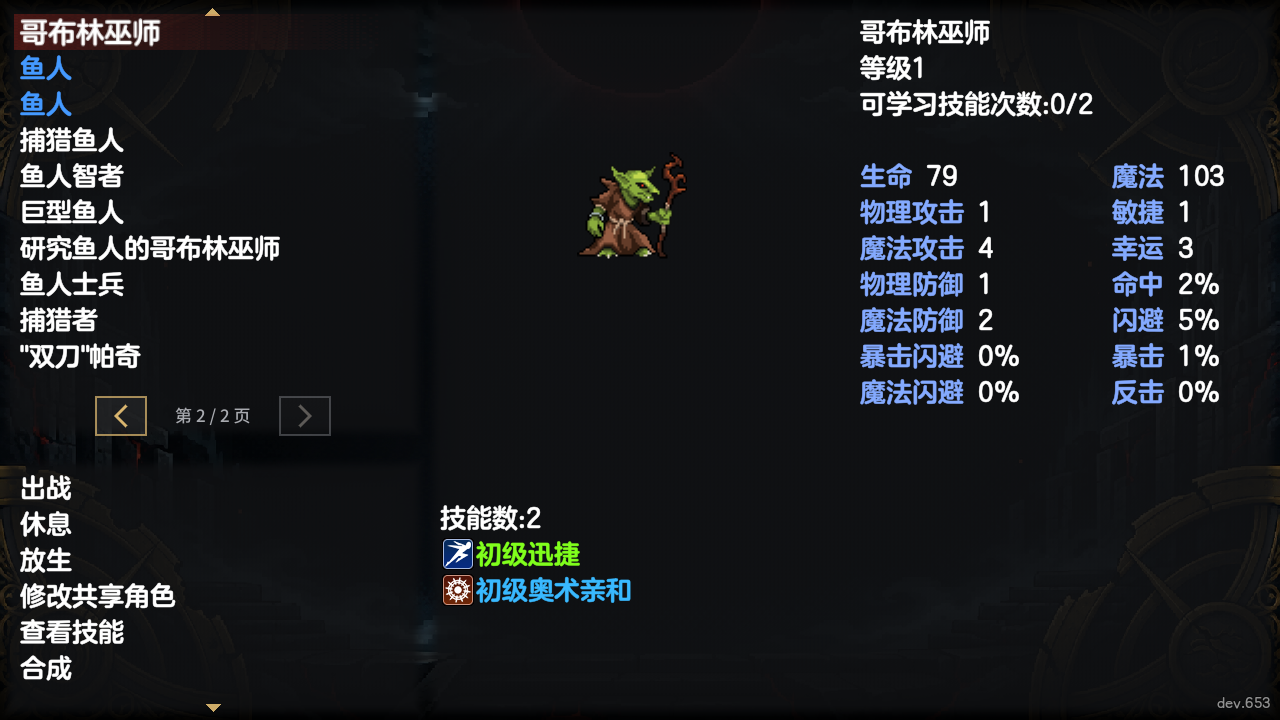 哥布林巫师
鱼人
鱼人
捕猎鱼人
鱼人智者
巨型鱼人
研究鱼人的哥布林巫师
鱼人士兵
捕猎者
"双刀"帕奇
第 2 / 2 页
出战
休息
放生
修改共享角色
查看技能
合成
技能数:2
初级迅捷
初级奥术亲和
哥布林巫师
等级1
可学习技能次数:0/2
生命 79 魔法 103
物理攻击 1 敏捷 1
魔法攻击 4 幸运 3
物理防御 1 命中 2%
魔法防御 2 闪避 5%
暴击闪避 0% 暴击 1%
魔法闪避 0% 反击 0%
dev.653